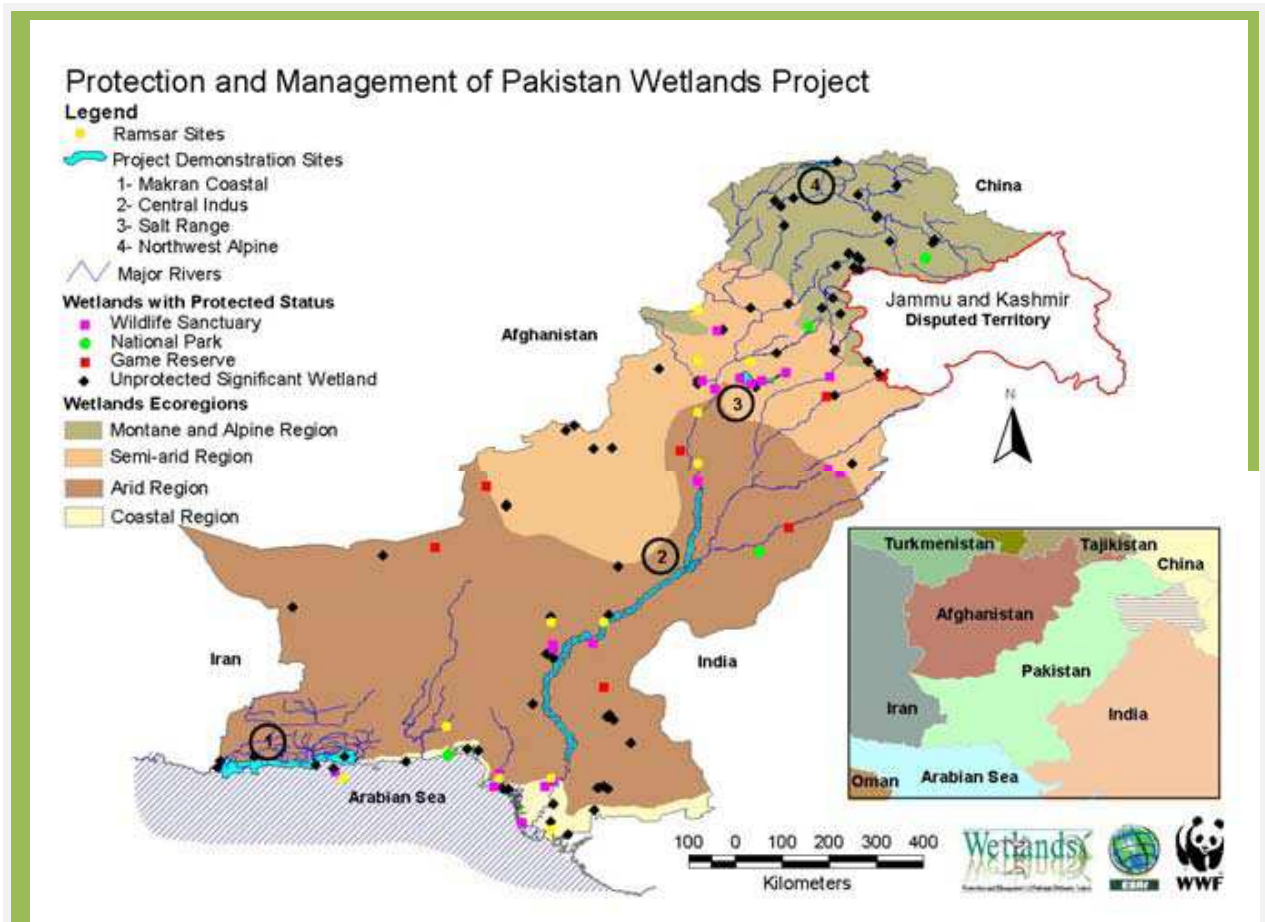 Protection and Management of Pakistan Wetlands Project
Legend
Ramsar Sites
Project Demonstration Sites
1- Makran Coastal
2- Central Indus
3- Salt Range
4- Northwest Alpine
Major Rivers
Wetlands with Protected Status
Wildlife Sanctuary
National Park
Game Reserve
Unprotected Significant Wetland
Wetlands Ecoregions
Montane and Alpine Region
Semi-arid Region
Arid Region
Coastal Region
4
China
Jammu and Kashmir
Disputed Territory
Afghanistan
3
N
2
Iran
India
1
Arabian Sea
Turkmenistan
Tajikistan
China
Afghanistan
Pakistan
Iran
India
Oman
Arabian Sea
100 0 100 200 300 400
Kilometers
Wetlands
WWF